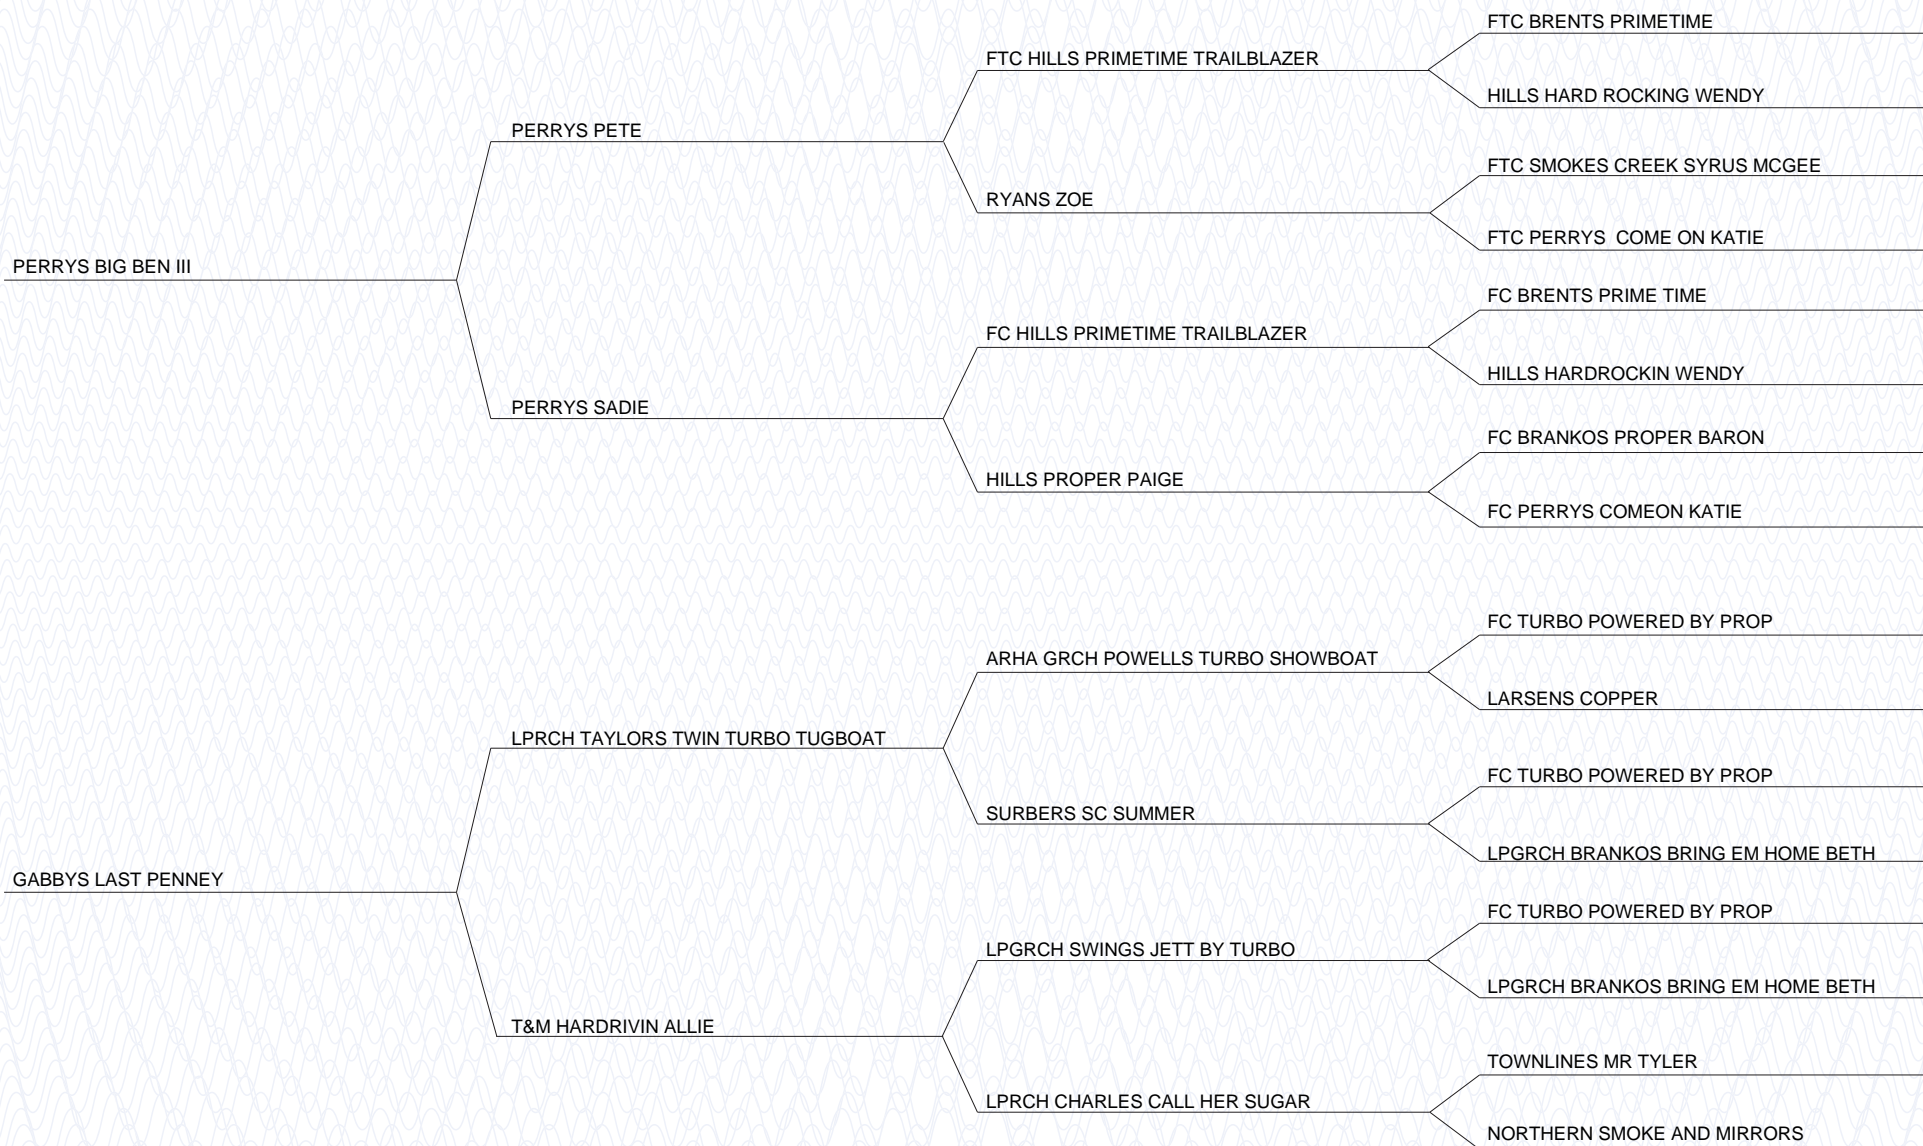 FTC BRENTS PRIMETIME
FTC HILLS PRIMETIME TRAILBLAZER
HILLS HARD ROCKING WENDY
PERRYS PETE
FTC SMOKES CREEK SYRUS MCGEE
RYANS ZOE
FTC PERRYS  COME ON KATIE
PERRYS BIG BEN III
FC BRENTS PRIME TIME
FC HILLS PRIMETIME TRAILBLAZER
HILLS HARDROCKIN WENDY
PERRYS SADIE
FC BRANKOS PROPER BARON
HILLS PROPER PAIGE
FC PERRYS COMEON KATIE
FC TURBO POWERED BY PROP
ARHA GRCH POWELLS TURBO SHOWBOAT
LARSENS COPPER
LPRCH TAYLORS TWIN TURBO TUGBOAT
FC TURBO POWERED BY PROP
SURBERS SC SUMMER
LPGRCH BRANKOS BRING EM HOME BETH
GABBYS LAST PENNEY
FC TURBO POWERED BY PROP
LPGRCH SWINGS JETT BY TURBO
LPGRCH BRANKOS BRING EM HOME BETH
T&M HARDRIVIN ALLIE
TOWNLINES MR TYLER
LPRCH CHARLES CALL HER SUGAR
NORTHERN SMOKE AND MIRRORS